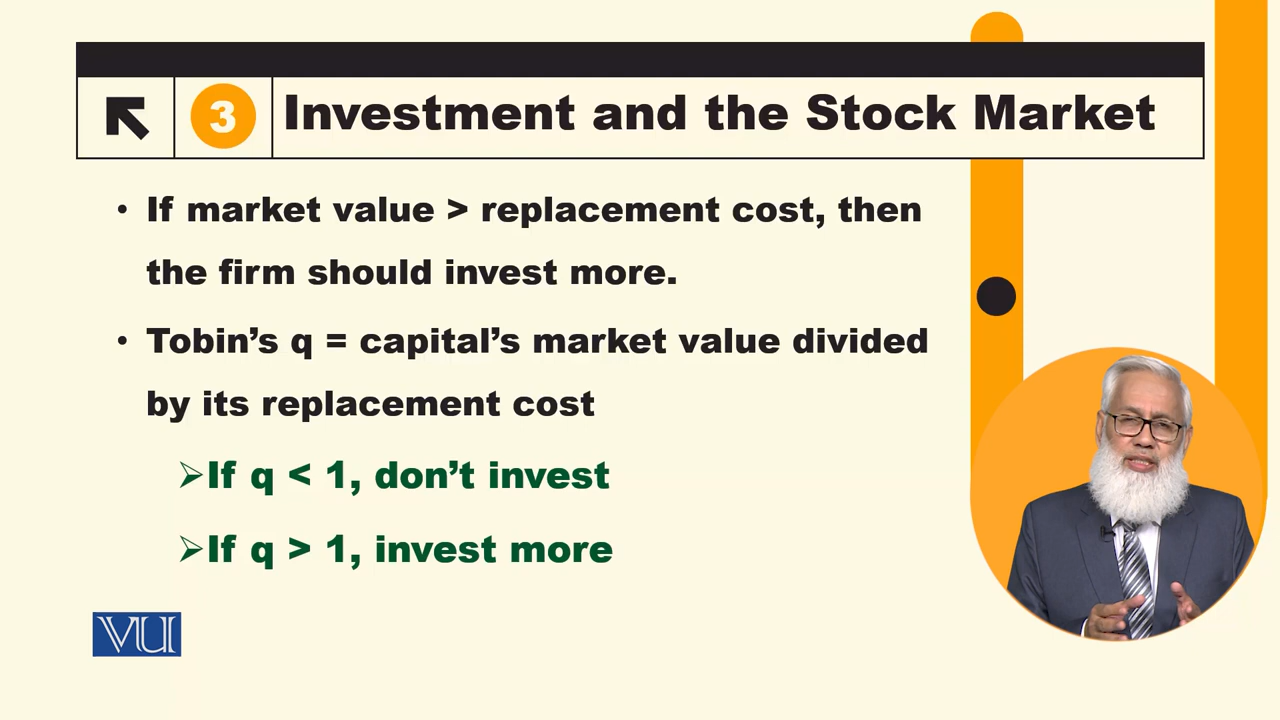 3 Investment and the Stock Market
• If market value > replacement cost, then
the firm should invest more.
• Tobin’s q = capital’s market value divided
by its replacement cost
➢If q < 1, don’t invest
➢If q > 1, invest more
VU